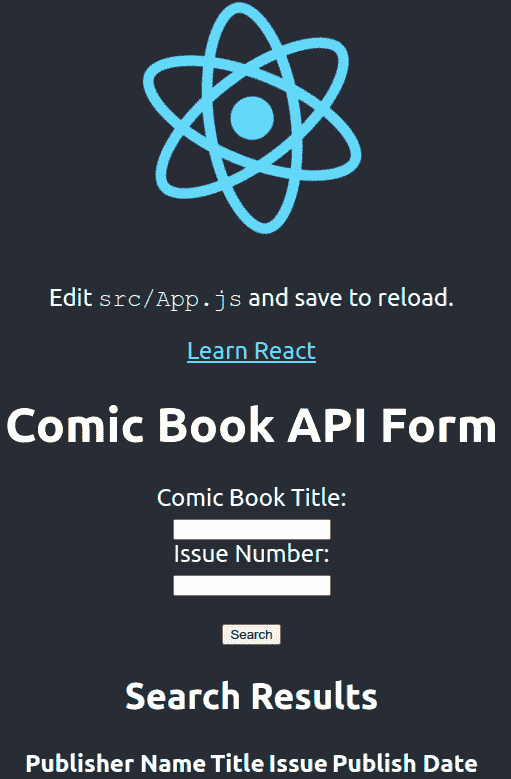 Edit src/App.js and save to reload.
Learn React
Comic Book API Form
Comic Book Title:
Issue Number:
Search
Search Results
Publisher Name Title Issue Publish Date